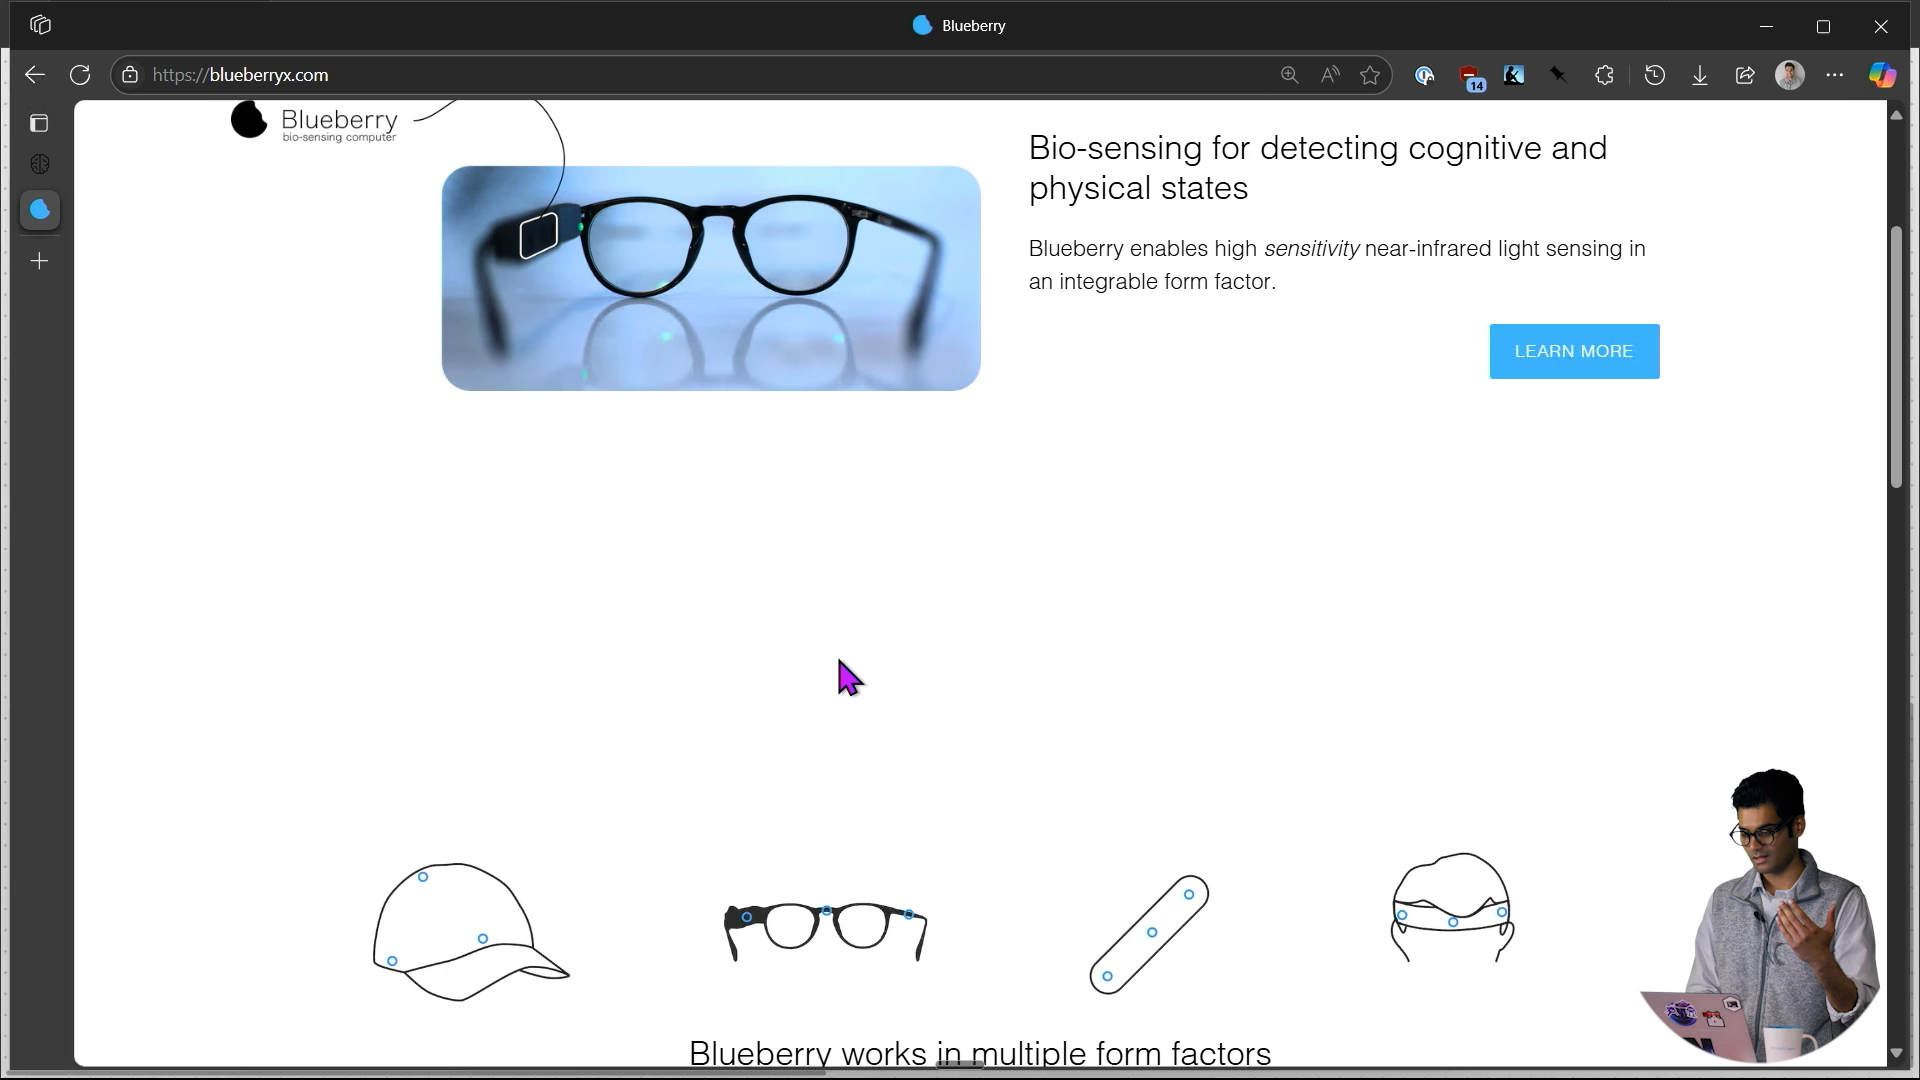 Blueberry
https://blueberryx.com
14
Blueberry
bio-sensing computer
Bio-sensing for detecting cognitive and
physical states
Blueberry enables high sensitivity near-infrared light sensing in
an integrable form factor.
LEARN MORE
Blueberry works in multiple form factors